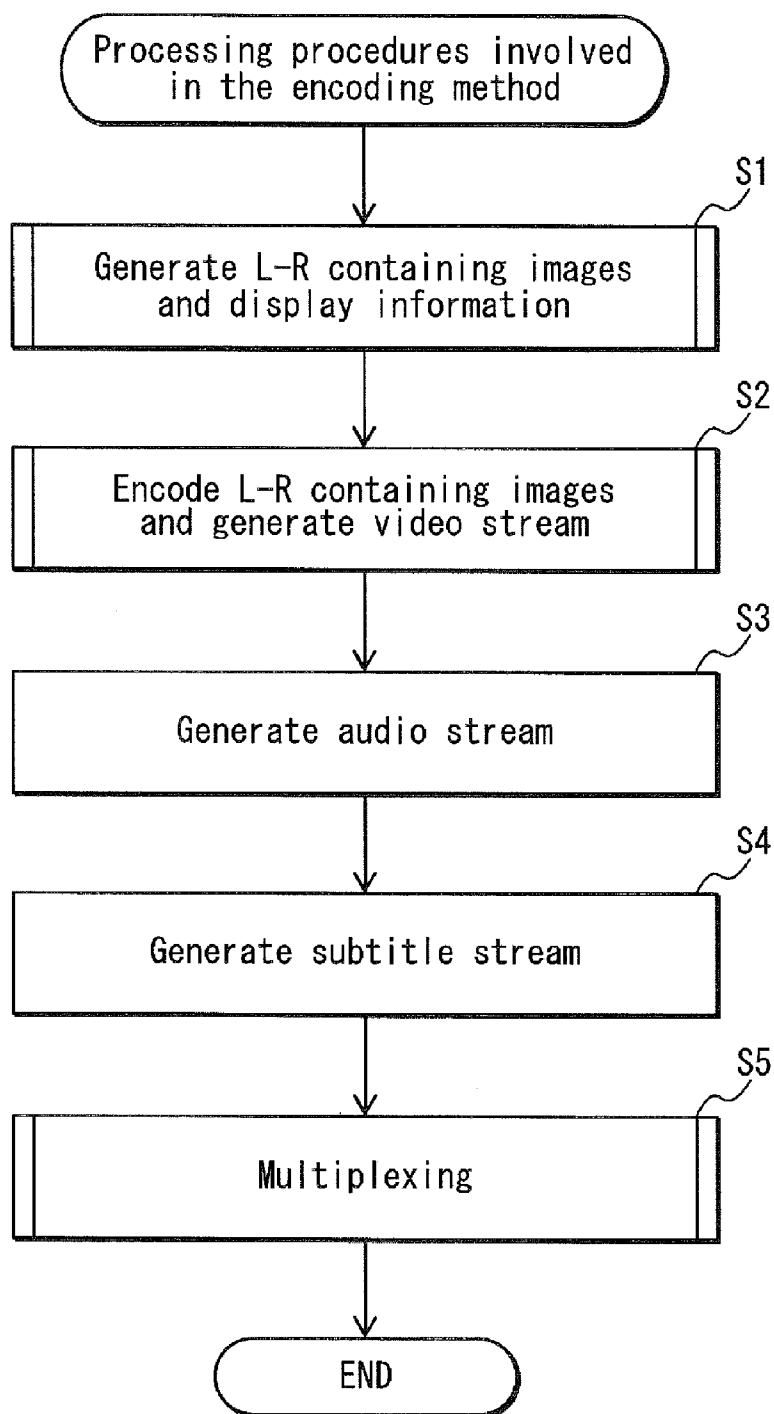 Processing procedures involved
in the encoding method
S1
Generate L-R containing images
and display information
S2
Encode L-R containing images
and generate video stream
S3
Generate audio stream
S4
Generate subtitle stream
S5
Multiplexing
END